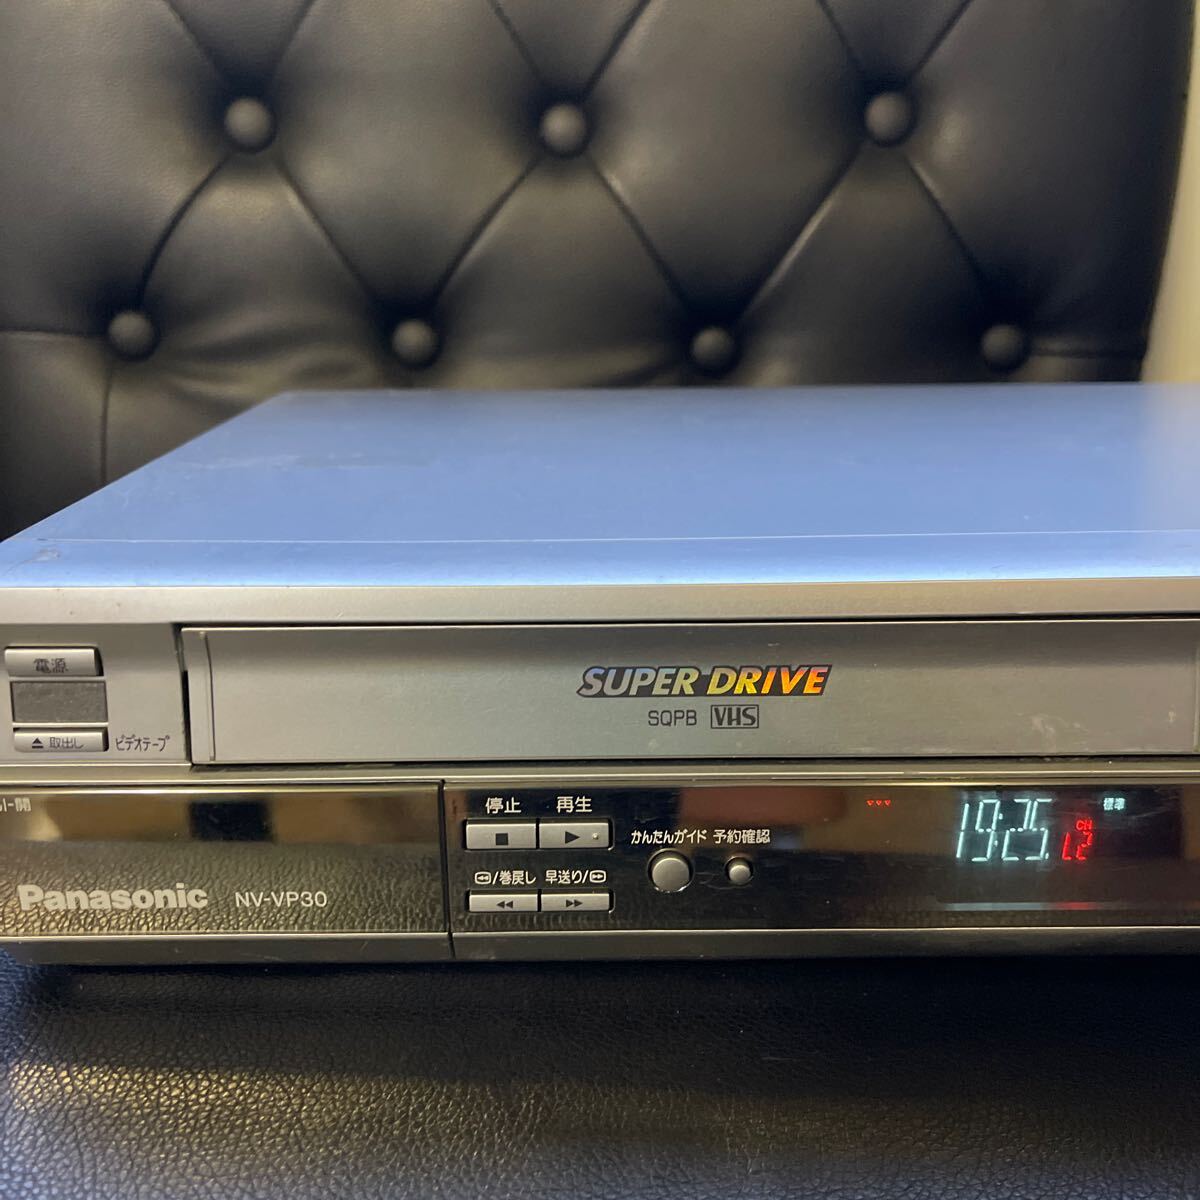 電源
取出し
ビデオテープ
SUPER DRIVE
SQPB VHS
開
Panasonic NV-VP30
停止 再生
かんたんガイド 予約確認
/巻戻し 早送り/
19:25
CH
L2
標準